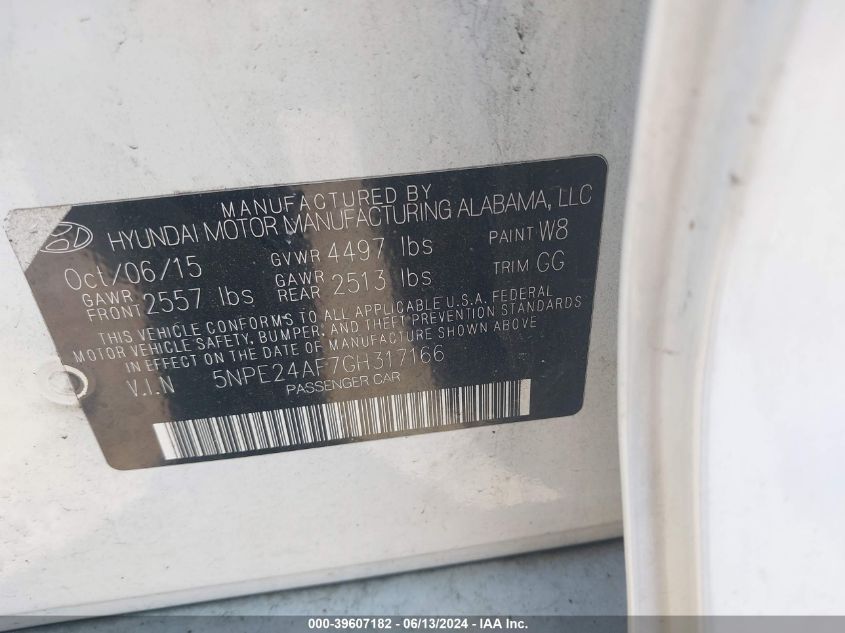 MANUFACTURED BY
HYUNDAI MOTOR MANUFACTURING ALABAMA, LLC
Oct/06/15 GVWR 4497 lbs PAINT W8
GAWR FRONT 2557 lbs GAWR REAR 2513 lbs TRIM GG
THIS VEHICLE CONFORMS TO ALL APPLICABLE U.S.A. FEDERAL
MOTOR VEHICLE SAFETY, BUMPER, AND THEFT PREVENTION STANDARDS
IN EFFECT ON THE DATE OF MANUFACTURE SHOWN ABOVE
V.I.N 5NPE24AF7GH317166
PASSENGER CAR
000-39607182 - 06/13/2024 - IAA Inc.